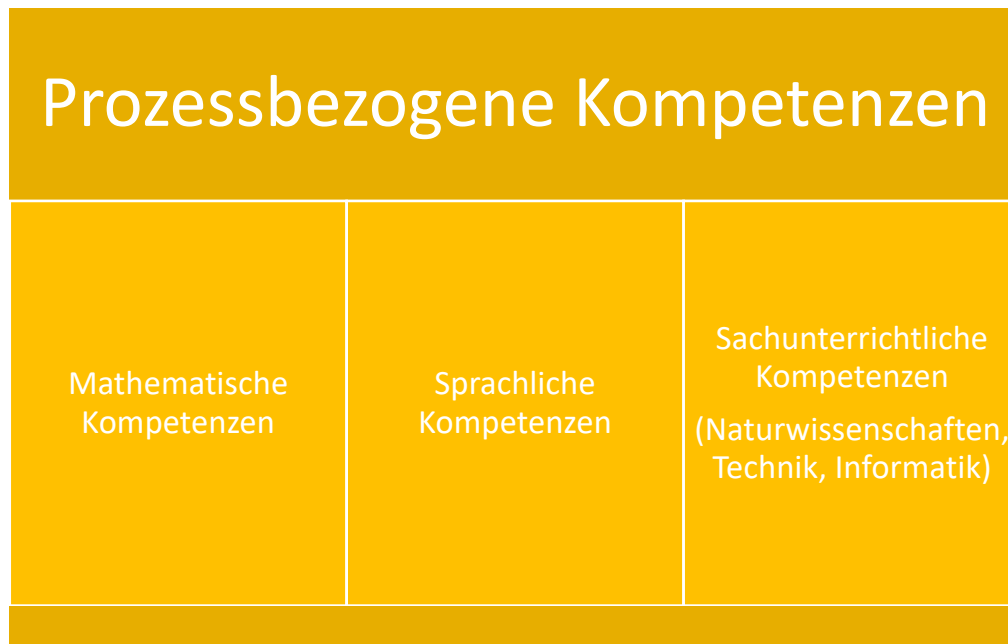 Prozessbezogene Kompetenzen
Mathematische
Kompetenzen
Sprachliche
Kompetenzen
Sachunterrichtliche
Kompetenzen
(Naturwissenschaften,
Technik, Informatik)